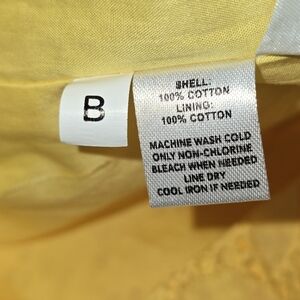 B
SHELL:
100% COTTON
LINING:
100% COTTON
MACHINE WASH COLD
ONLY NON-CHLORINE
BLEACH WHEN NEEDED
LINE DRY
COOL IRON IF NEEDED